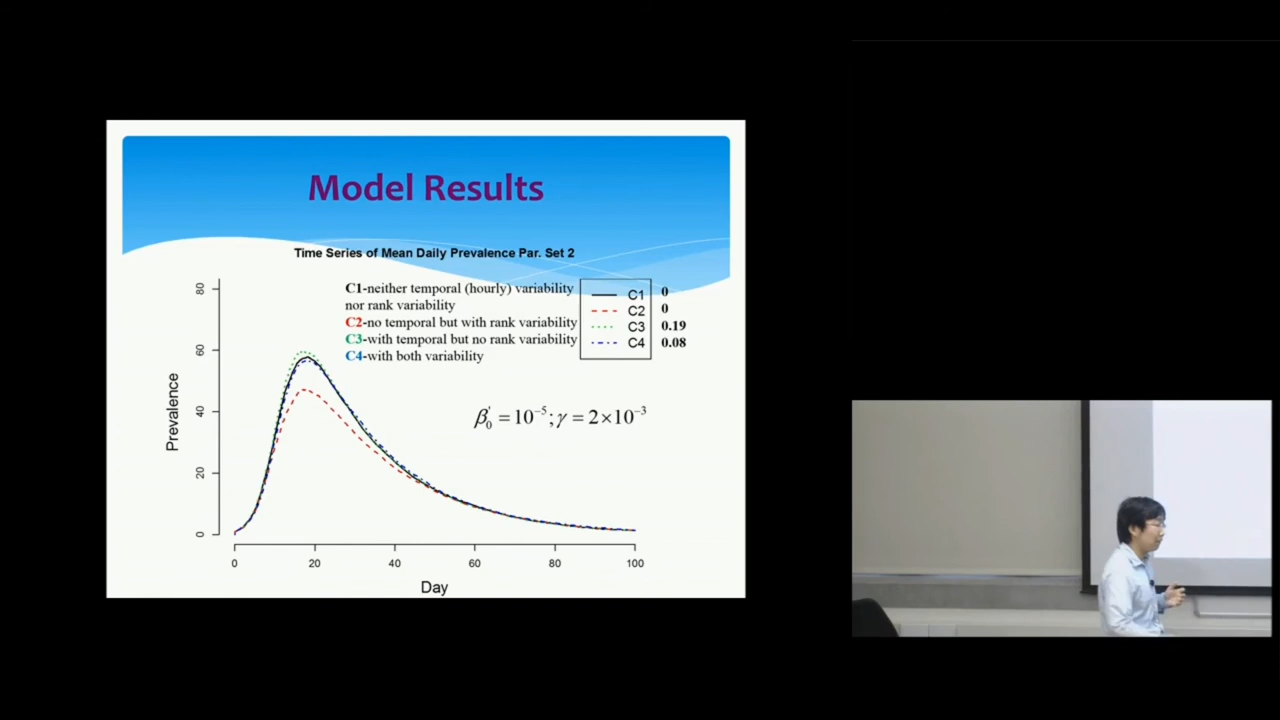 Model Results
Time Series of Mean Daily Prevalence Par. Set 2
C1-neither temporal (hourly) variability
nor rank variability
C2-no temporal but with rank variability
C3-with temporal but no rank variability
C4-with both variability
C1 0
C2 0
C3 0.19
C4 0.08
β₀' = 10⁻⁵; γ = 2×10⁻³
Prevalence
80
60
40
20
0
0 20 40 60 80 100
Day